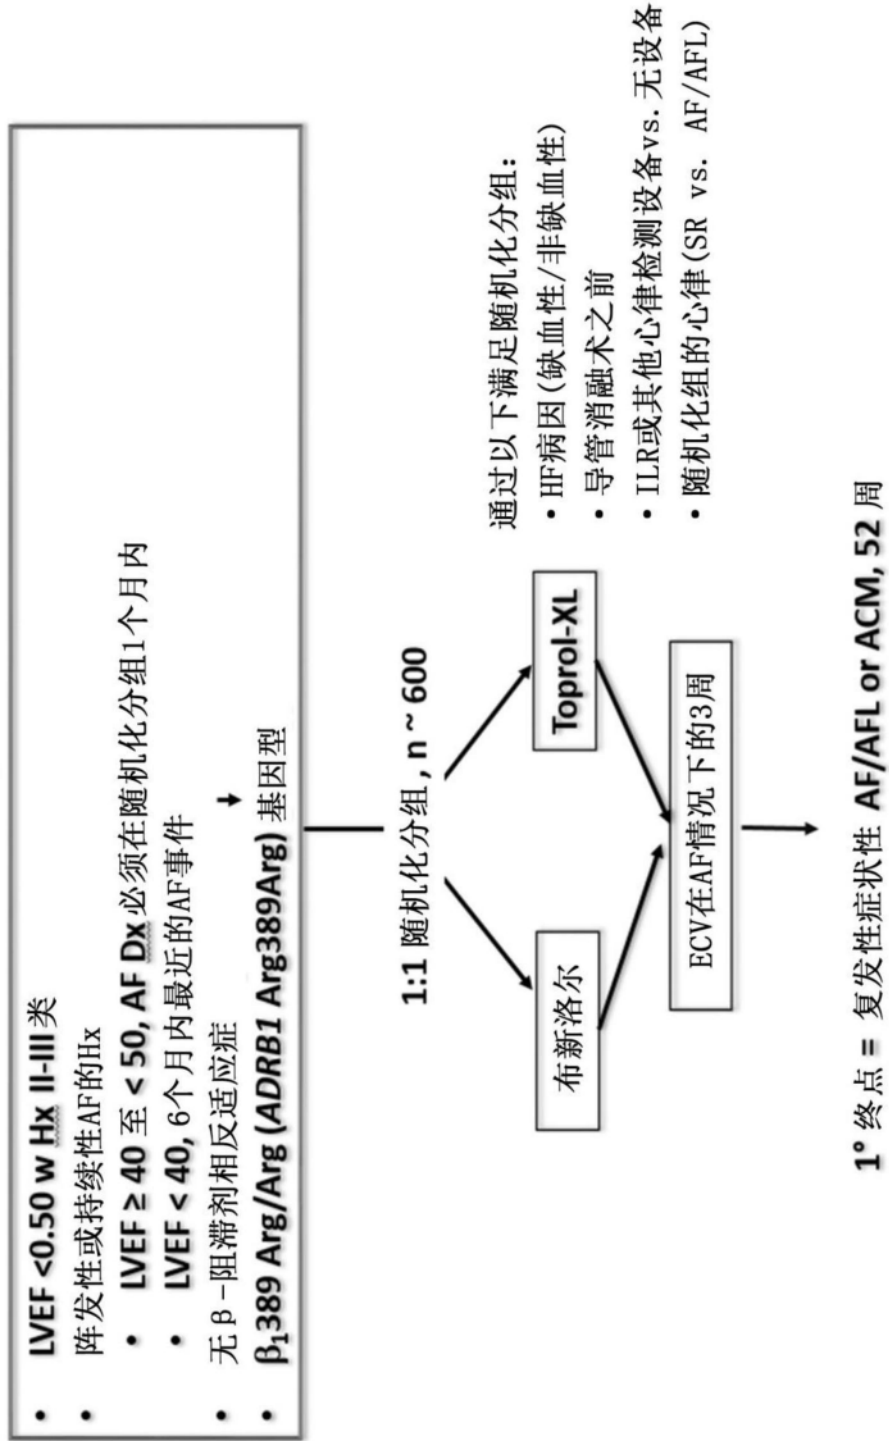 • LVEF <0.50 w Hx II-III 类
• 阵发性或持续性AF的Hx
• LVEF ≥ 40 至 < 50, AF Dx 必须在随机化分组1个月内
• LVEF < 40, 6个月内最近的AF事件
• 无β-阻滞剂相反适应症
• β₁389 Arg/Arg (ADRB1 Arg389Arg) 基因型
1:1 随机化分组, n ~ 600
布新洛尔
Toprol-XL
通过以下满足随机化分组:
• HF病因(缺血性/非缺血性)
• 导管消融术之前
• ILR或其他心律检测设备vs. 无设备
• 随机化组的心律(SR vs. AF/AFL)
ECV在AF情况下的3周
1° 终点 = 复发性症状性 AF/AFL or ACM, 52 周